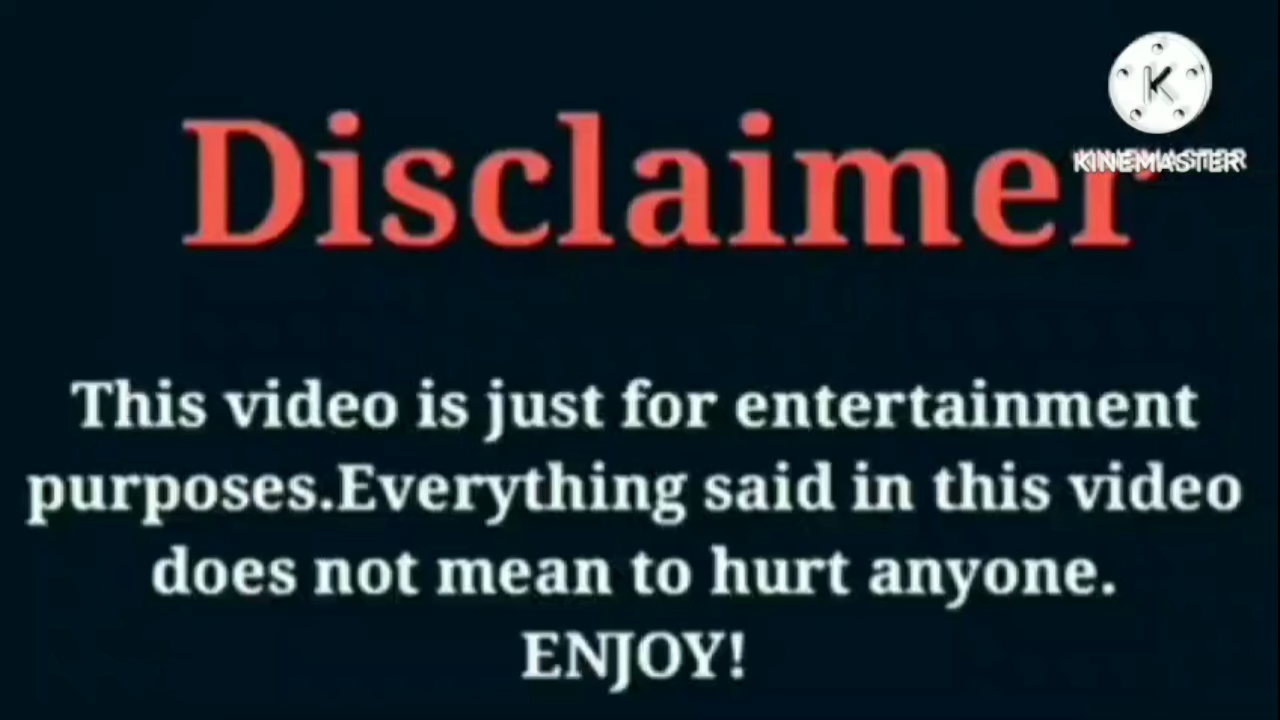 K
KINEMASTER
Disclaimer
This video is just for entertainment
purposes.Everything said in this video
does not mean to hurt anyone.
ENJOY!